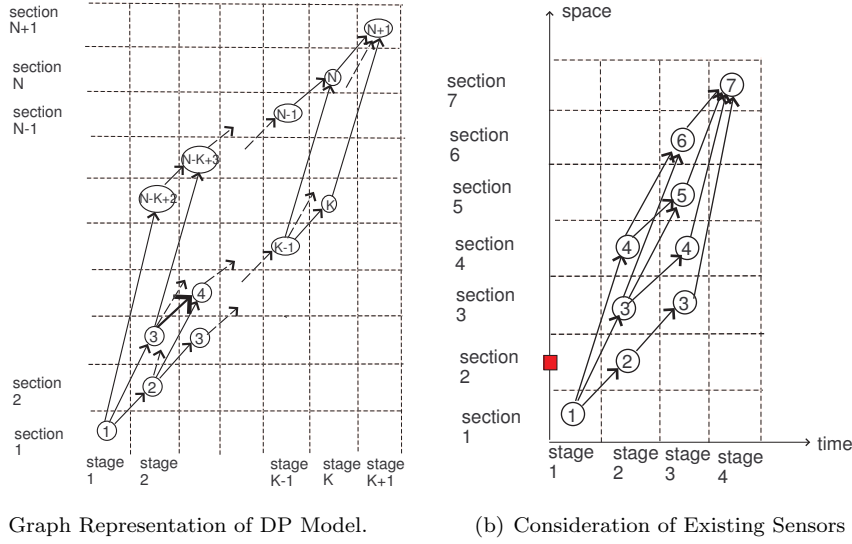 section
N+1
section
N
section
N-1
section
2
section
1
N+1
N
N-1
N-K+3
N-K+2
K
K-1
4
3
3
2
1
stage
1
stage
2
stage
K-1
stage
K
stage
K+1
Graph Representation of DP Model.
space
section
7
section
6
section
5
section
4
section
3
section
2
section
1
7
6
5
4
4
3
3
2
1
time
stage
1
stage
2
stage
3
stage
4
(b) Consideration of Existing Sensors